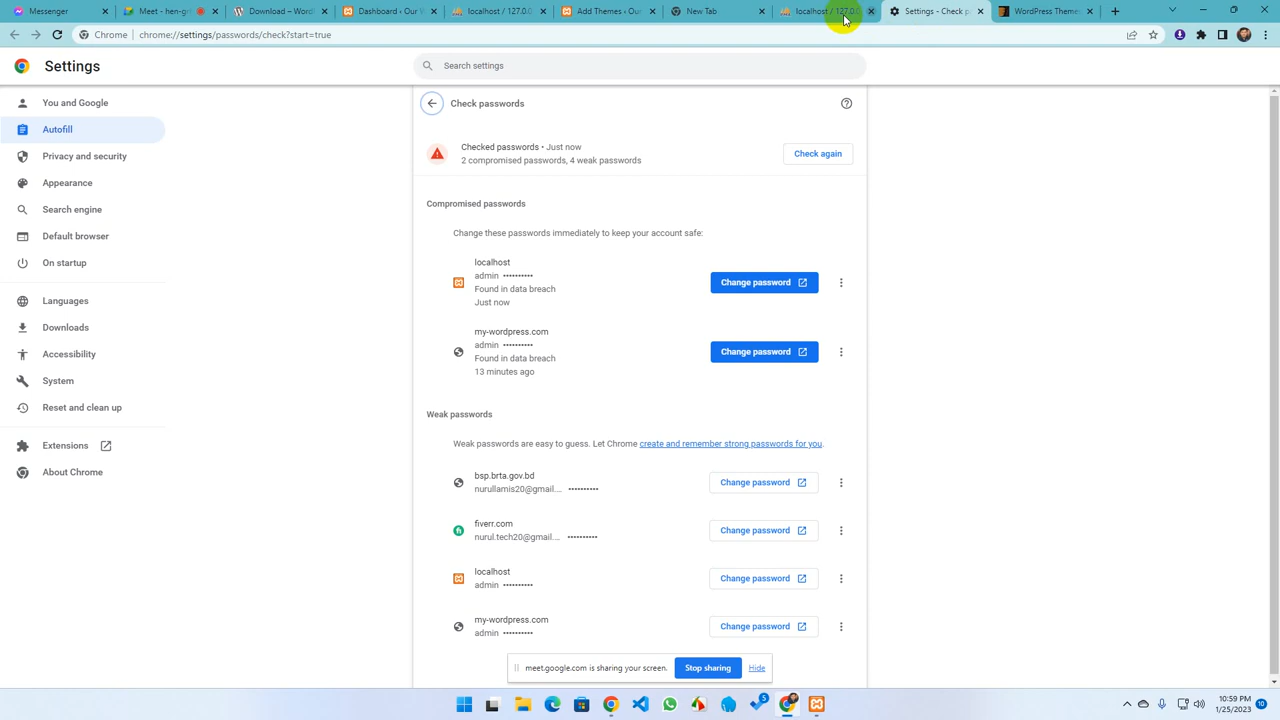 Messenger
Meet - heng
Download – Wor
Dashboard ‹ Our
localhost / 127.0.
Add Themes ‹ Ou
New Tab
localhost / 127.0
Settings - Check p
WordPress Theme
Chrome | chrome://settings/passwords/check?start=true
Settings
Search settings
You and Google
Autofill
Privacy and security
Appearance
Search engine
Default browser
On startup
Languages
Downloads
Accessibility
System
Reset and clean up
Extensions
About Chrome
Check passwords
Checked passwords • Just now
2 compromised passwords, 4 weak passwords
Check again
Compromised passwords
Change these passwords immediately to keep your account safe:
localhost
admin ••••••••••
Found in data breach
Just now
Change password
my-wordpress.com
admin ••••••••••
Found in data breach
13 minutes ago
Change password
Weak passwords
Weak passwords are easy to guess. Let Chrome create and remember strong passwords for you.
bsp.brta.gov.bd
nurullamis20@gmail.... ••••••••••
Change password
fiverr.com
nurul.tech20@gmail.... ••••••••••
Change password
localhost
admin ••••••••••
Change password
my-wordpress.com
admin ••••••••••
Change password
meet.google.com is sharing your screen.
Stop sharing
Hide
5
10:59 PM
1/25/2023
10